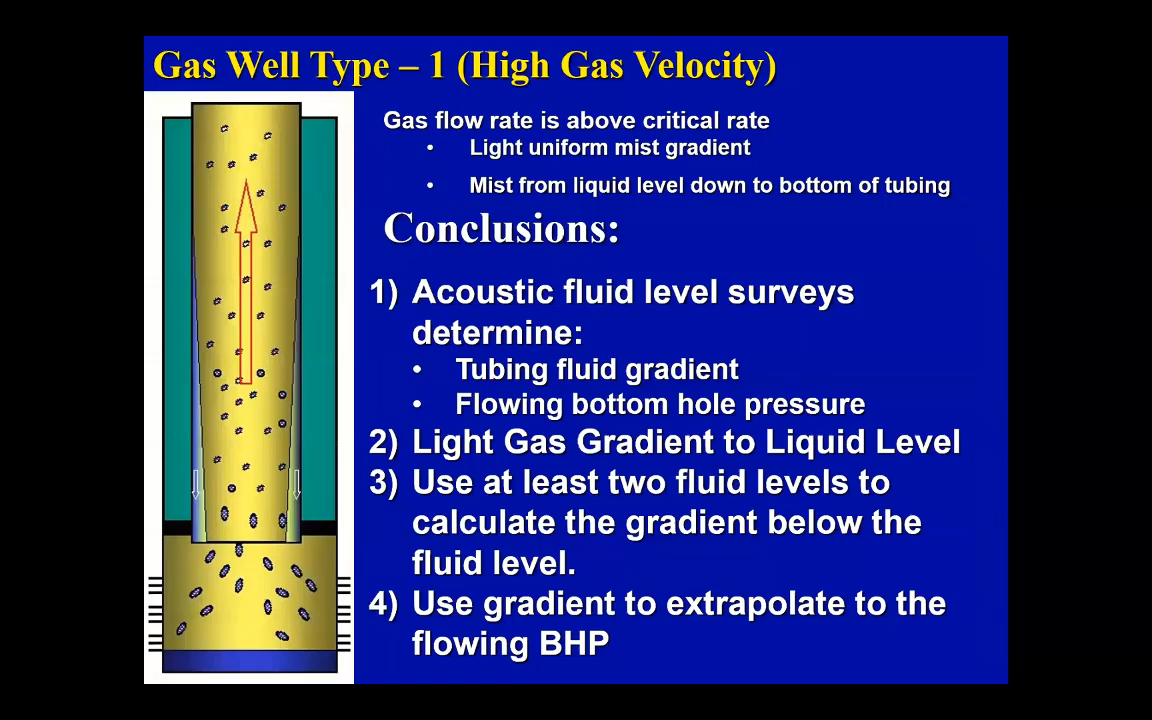 Gas Well Type – 1 (High Gas Velocity)
Gas flow rate is above critical rate
• Light uniform mist gradient
• Mist from liquid level down to bottom of tubing
Conclusions:
1) Acoustic fluid level surveys
determine:
• Tubing fluid gradient
• Flowing bottom hole pressure
2) Light Gas Gradient to Liquid Level
3) Use at least two fluid levels to
calculate the gradient below the
fluid level.
4) Use gradient to extrapolate to the
flowing BHP